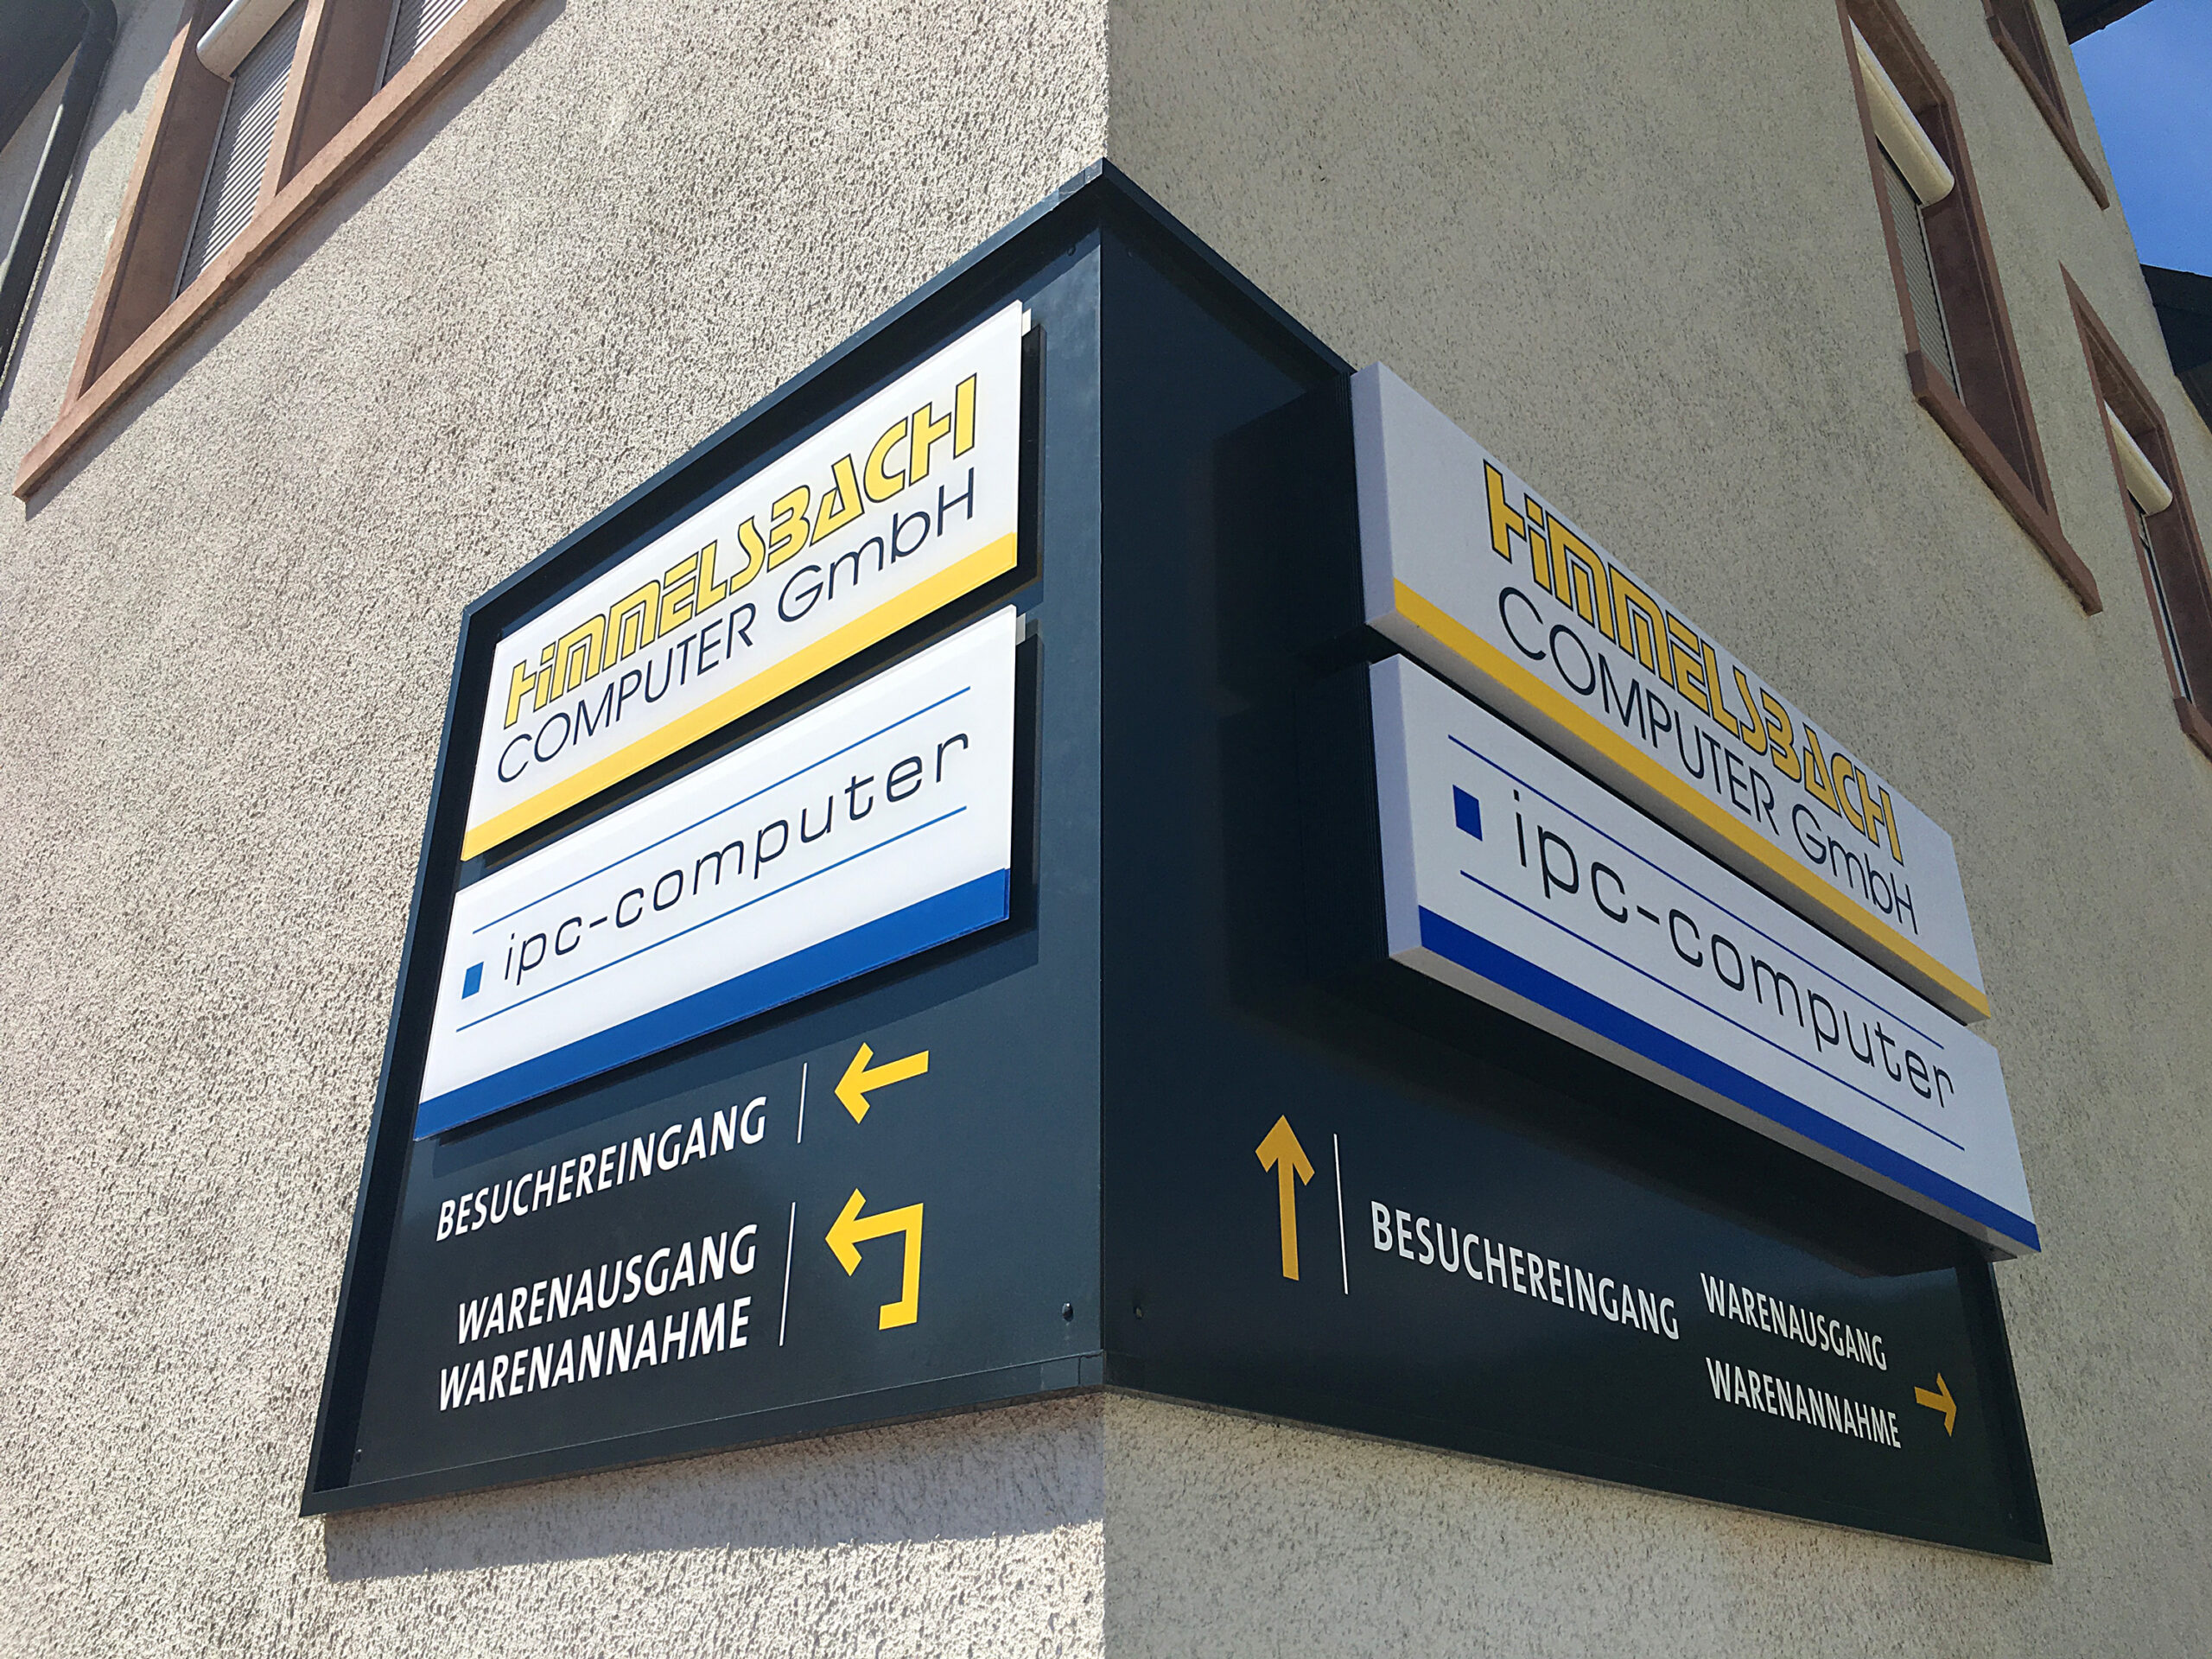 HIMMELSBACH
COMPUTER GmbH
ipc-computer
BESUCHEREINGANG
WARENAUSGANG
WARENANNAHME
HIMMELSBACH
COMPUTER GmbH
ipc-computer
BESUCHEREINGANG
WARENAUSGANG
WARENANNAHME